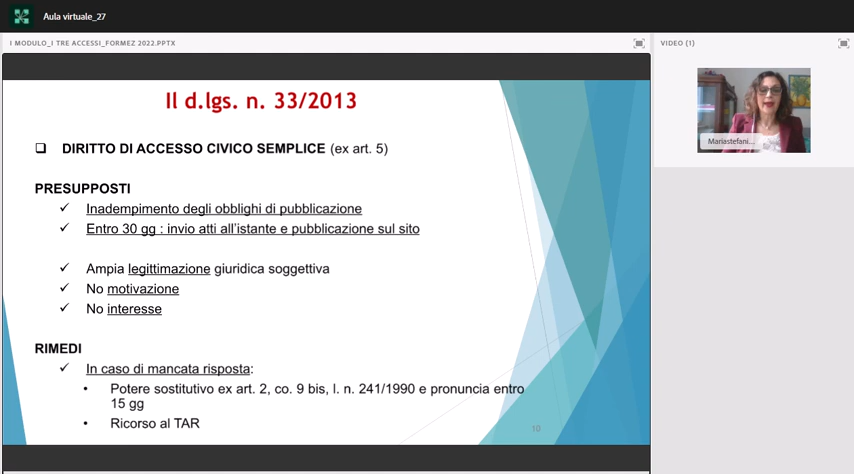 Aula virtuale_27
I MODULO_I TRE ACCESSI_FORMEZ 2022.PPTX
VIDEO (1)
Il d.lgs. n. 33/2013
DIRITTO DI ACCESSO CIVICO SEMPLICE (ex art. 5)
PRESUPPOSTI
Inadempimento degli obblighi di pubblicazione
Entro 30 gg : invio atti all'istante e pubblicazione sul sito
Ampia legittimazione giuridica soggettiva
No motivazione
No interesse
RIMEDI
In caso di mancata risposta:
Potere sostitutivo ex art. 2, co. 9 bis, l. n. 241/1990 e pronuncia entro
15 gg
Ricorso al TAR
10
Mariastefani...